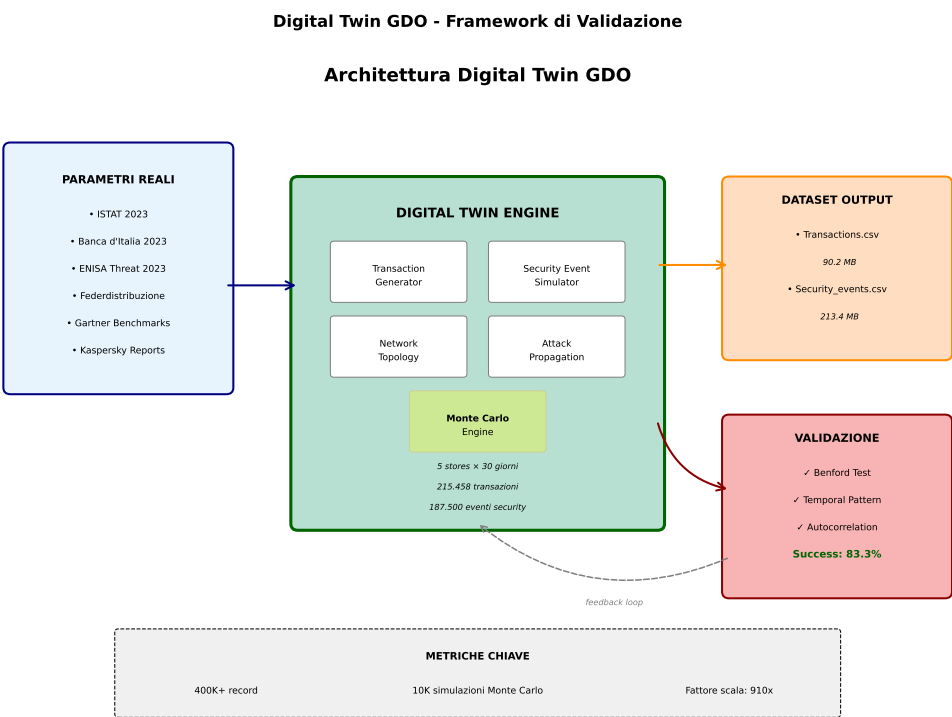 Digital Twin GDO - Framework di Validazione
Architettura Digital Twin GDO
PARAMETRI REALI
• ISTAT 2023
• Banca d'Italia 2023
• ENISA Threat 2023
• Federdistribuzione
• Gartner Benchmarks
• Kaspersky Reports
DIGITAL TWIN ENGINE
Transaction
Generator
Security Event
Simulator
Network
Topology
Attack
Propagation
Monte Carlo
Engine
5 stores × 30 giorni
215.458 transazioni
187.500 eventi security
DATASET OUTPUT
• Transactions.csv
90.2 MB
• Security_events.csv
213.4 MB
VALIDAZIONE
✓ Benford Test
✓ Temporal Pattern
✓ Autocorrelation
Success: 83.3%
feedback loop
METRICHE CHIAVE
400K+ record
10K simulazioni Monte Carlo
Fattore scala: 910x